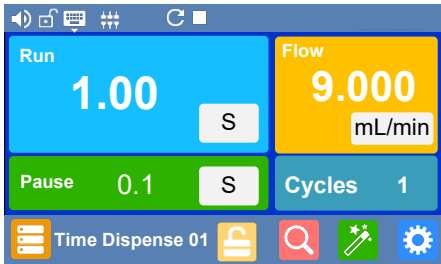 Run
1.00
S
Flow
9.000
mL/min
Pause 0.1 S
Cycles 1
Time Dispense 01